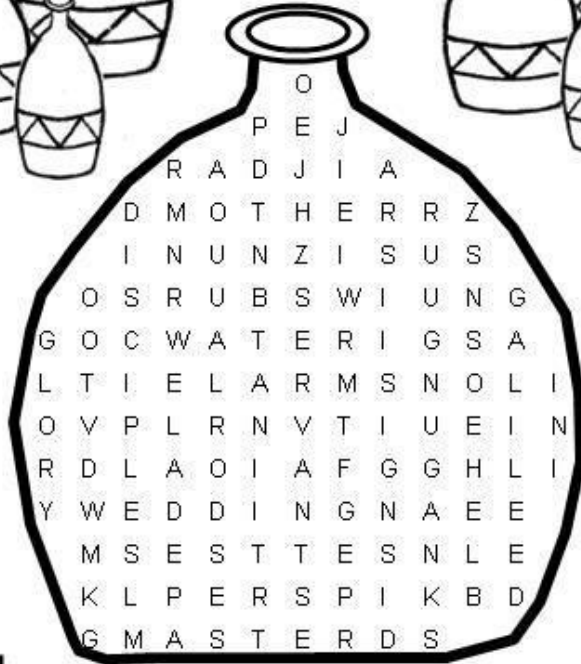 O
P E J
R A D J I A
D M O T H E R R Z
I N U N Z I S U S
O S R U B S W I U N G
G O C W A T E R I G S A
L T I E L A R M S N O L I
O V P L R N V T I U E I N
R D L A O I A F G G H L I
Y W E D D I N G N A E E
M S E S T T E S N L E
K L P E R S P I K B D
G M A S T E R D S